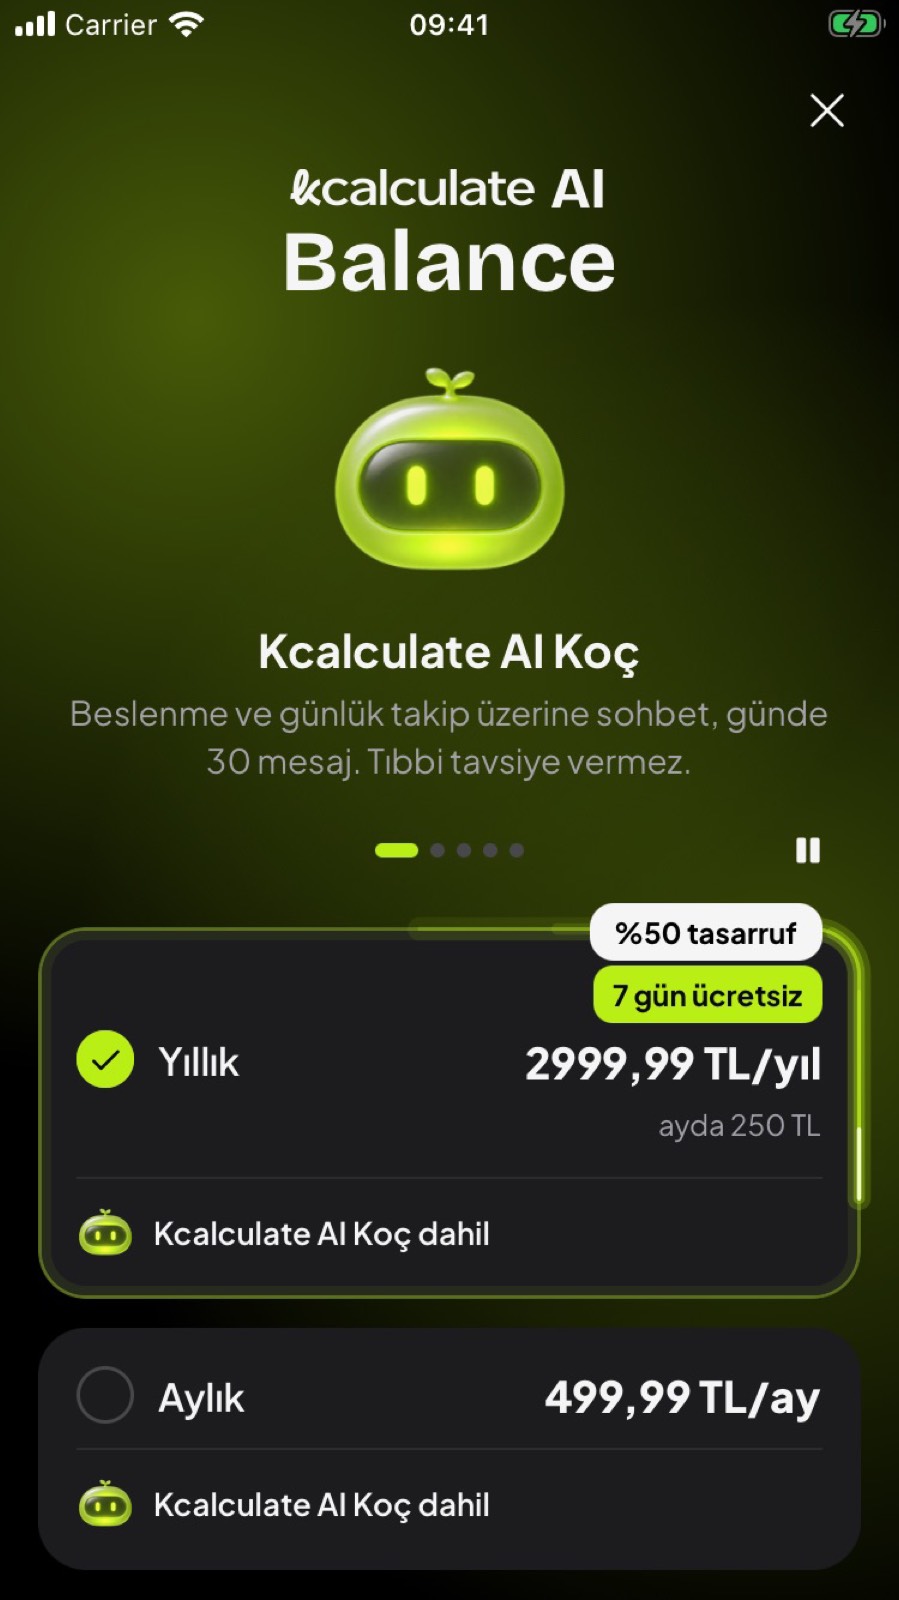 Carrier
09:41
kcalculate AI
Balance
Kcalculate AI Koç
Beslenme ve günlük takip üzerine sohbet, günde
30 mesaj. Tıbbi tavsiye vermez.
%50 tasarruf
7 gün ücretsiz
Yıllık
2999,99 TL/yıl
ayda 250 TL
Kcalculate AI Koç dahil
Aylık
499,99 TL/ay
Kcalculate AI Koç dahil